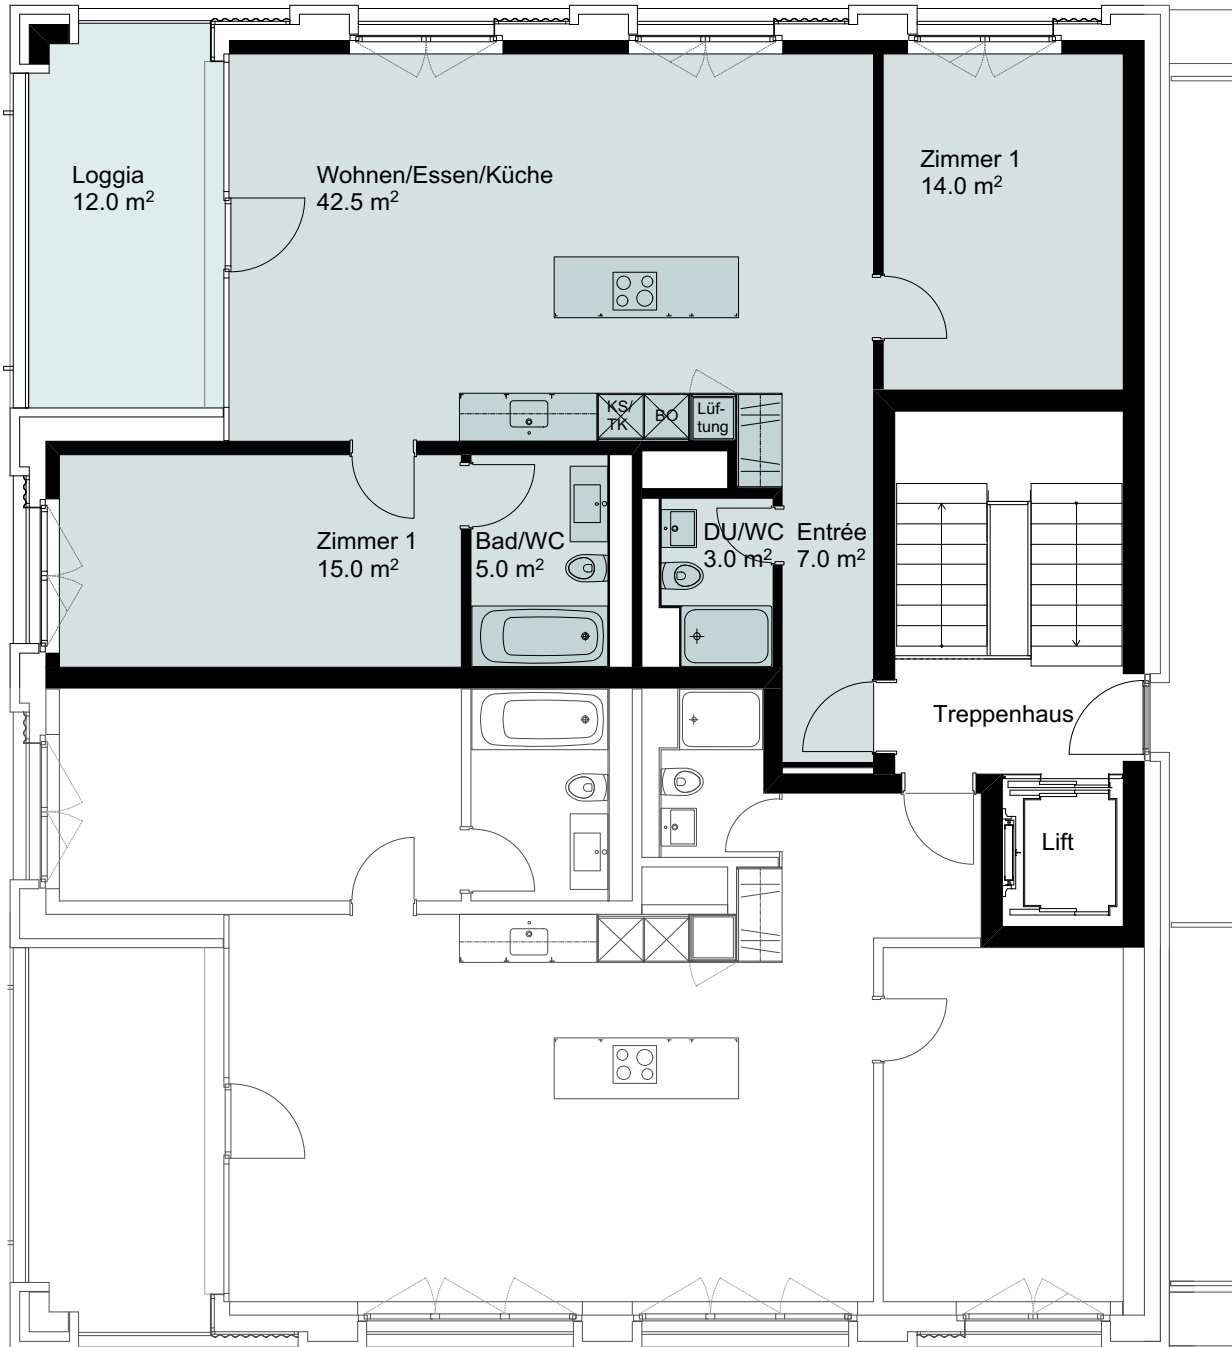 Loggia
12.0 m²
Wohnen/Essen/Küche
42.5 m²
Zimmer 1
14.0 m²
KS/
TK
BO
Lüf-
tung
Zimmer 1
15.0 m²
Bad/WC
5.0 m²
DU/WC
3.0 m²
Entrée
7.0 m²
Treppenhaus
Lift